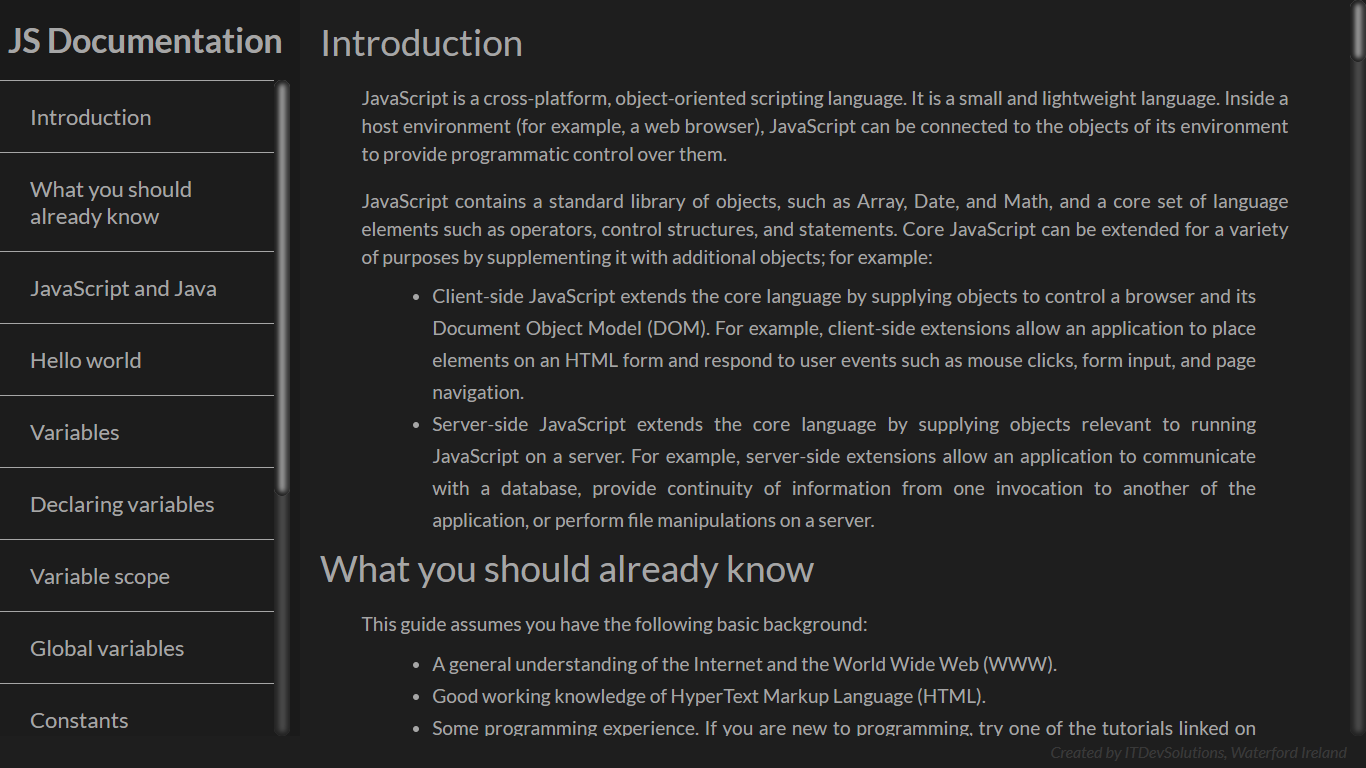 JS Documentation
Introduction
What you should
already know
JavaScript and Java
Hello world
Variables
Declaring variables
Variable scope
Global variables
Constants
Introduction
JavaScript is a cross-platform, object-oriented scripting language. It is a small and lightweight language. Inside a
host environment (for example, a web browser), JavaScript can be connected to the objects of its environment
to provide programmatic control over them.
JavaScript contains a standard library of objects, such as Array, Date, and Math, and a core set of language
elements such as operators, control structures, and statements. Core JavaScript can be extended for a variety
of purposes by supplementing it with additional objects; for example:
• Client-side JavaScript extends the core language by supplying objects to control a browser and its
Document Object Model (DOM). For example, client-side extensions allow an application to place
elements on an HTML form and respond to user events such as mouse clicks, form input, and page
navigation.
• Server-side JavaScript extends the core language by supplying objects relevant to running
JavaScript on a server. For example, server-side extensions allow an application to communicate
with a database, provide continuity of information from one invocation to another of the
application, or perform file manipulations on a server.
What you should already know
This guide assumes you have the following basic background:
• A general understanding of the Internet and the World Wide Web (WWW).
• Good working knowledge of HyperText Markup Language (HTML).
• Some programming experience. If you are new to programming, try one of the tutorials linked on
Created by ITDevSolutions, Waterford Ireland